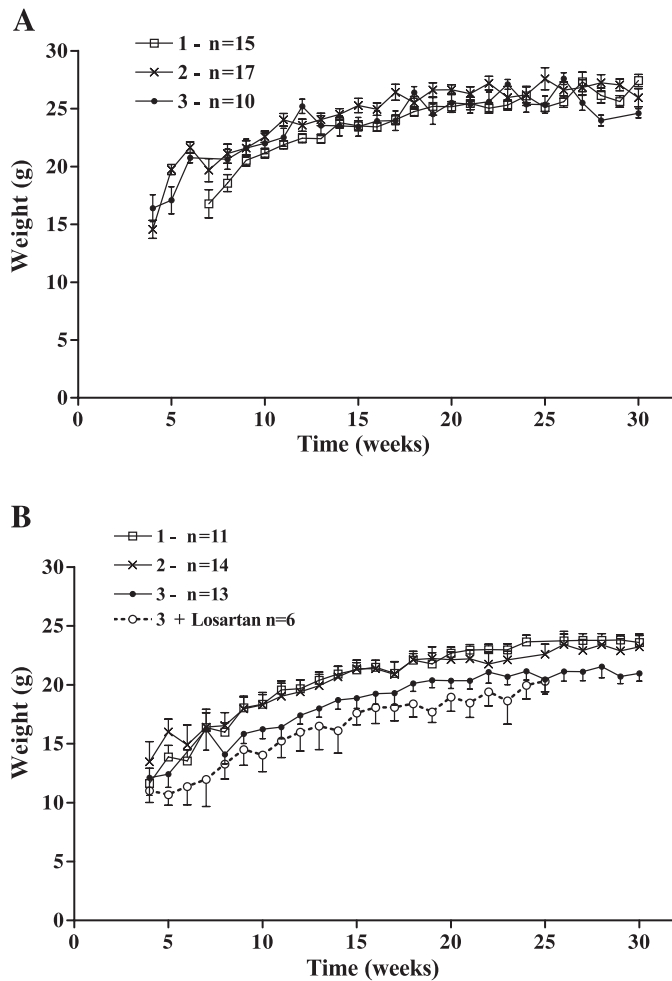 A
1 - n=15
2 - n=17
3 - n=10
30
25
20
15
10
5
0
Weight (g)
0 5 10 15 20 25 30
Time (weeks)
B
1 - n=11
2 - n=14
3 - n=13
3 + Losartan n=6
30
25
20
15
10
5
0
Weight (g)
0 5 10 15 20 25 30
Time (weeks)